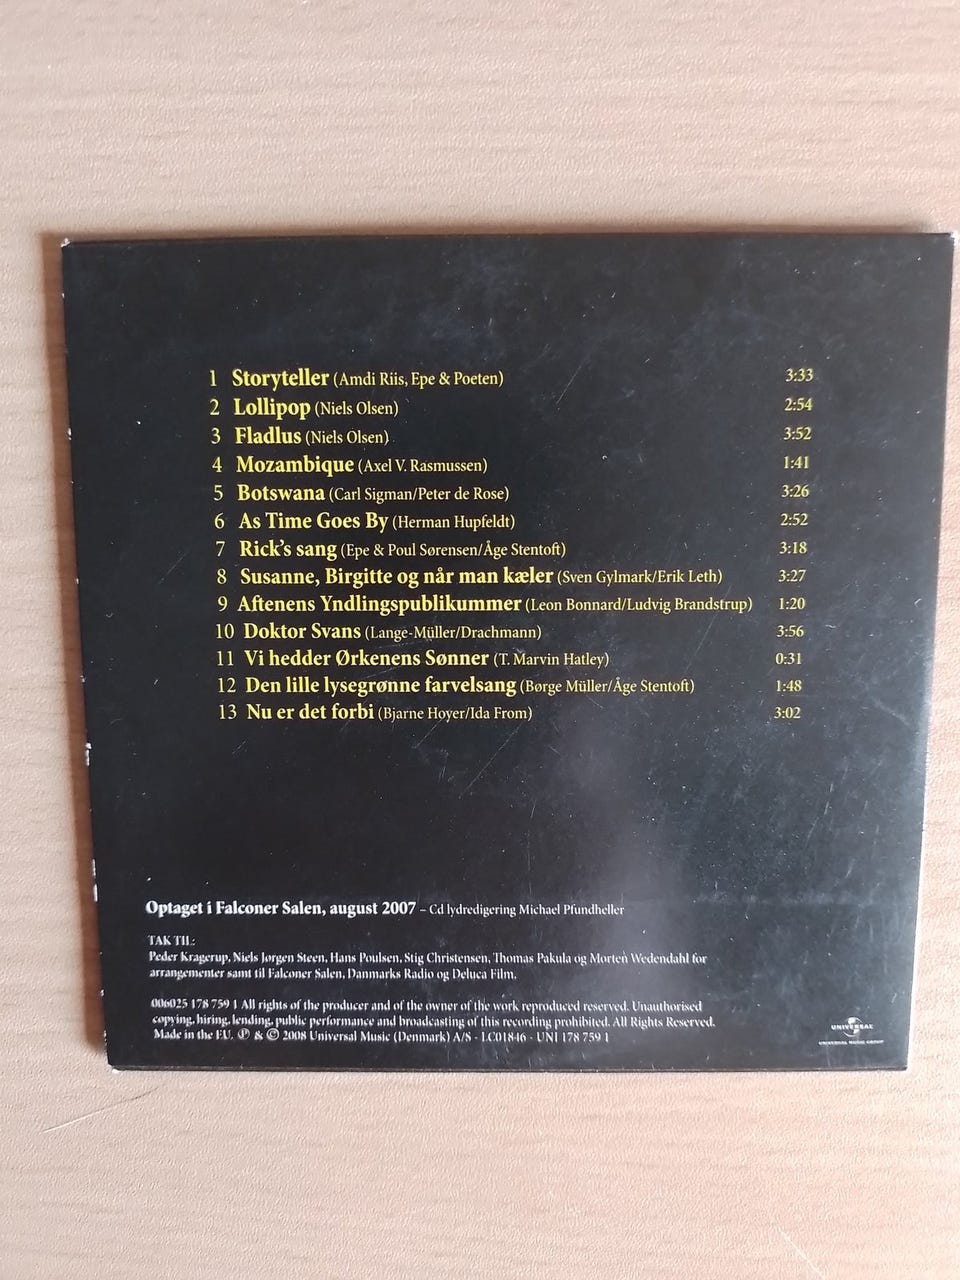 1 Storyteller (Amdi Riis, Epe & Poeten) 3:33
2 Lollipop (Niels Olsen) 2:54
3 Fladlus (Niels Olsen) 3:52
4 Mozambique (Axel V. Rasmussen) 1:41
5 Botswana (Carl Sigman/Peter de Rose) 3:26
6 As Time Goes By (Herman Hupfeldt) 2:52
7 Rick's sang (Epe & Poul Sørensen/Åge Stentoft) 3:18
8 Susanne, Birgitte og når man kæler (Sven Gylmark/Erik Leth) 3:27
9 Aftenens Yndlingspublikummer (Leon Bonnard/Ludvig Brandstrup) 1:20
10 Doktor Svans (Lange-Müller/Drachmann) 3:56
11 Vi hedder Ørkenens Sønner (T. Marvin Hatley) 0:31
12 Den lille lysegrønne farvelsang (Børge Müller/Åge Stentoft) 1:48
13 Nu er det forbi (Bjarne Hoyer/Ida From) 3:02
Optaget i Falconer Salen, august 2007 – Cd lydredigering Michael Pfundheller
TAK TIL:
Peder Kragerup, Niels Jørgen Steen, Hans Poulsen, Stig Christensen, Thomas Pakula og Morten Wedendahl for
arrangementer samt til Falconer Salen, Danmarks Radio og Deluca Film.
006025 178 759 1 All rights of the producer and of the owner of the work reproduced reserved. Unauthorised
copying, hiring, lending, public performance and broadcasting of this recording prohibited. All Rights Reserved.
Made in the EU. ℗ & © 2008 Universal Music (Denmark) A/S - LC01846 - UNI 178 759 1
UNIVERSAL
UNIVERSAL MUSIC GROUP